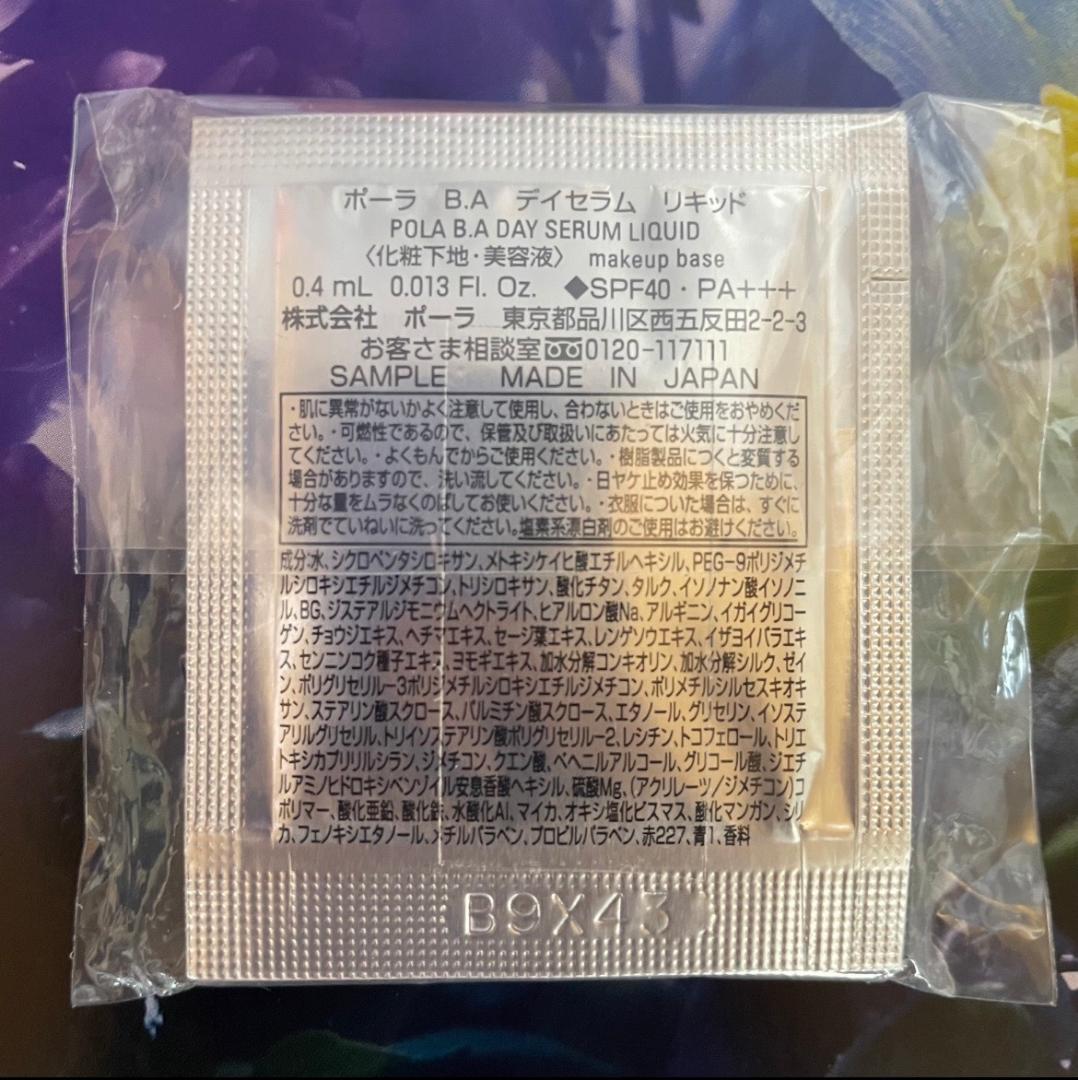 ポーラ B.A デイセラム リキッド
POLA B.A DAY SERUM LIQUID
〈化粧下地・美容液〉 makeup base
0.4 mL 0.013 Fl. Oz. ◆SPF40・PA+++
株式会社 ポーラ 東京都品川区西五反田2-2-3
お客さま相談室0120-117111
SAMPLE MADE IN JAPAN
・肌に異常がないかよく注意して使用し、合わないときはご使用をおやめくだ
さい。・可燃性であるので、保管及び取扱いにあたっては火気に十分注意し
てください。・よくもんでからご使用ください。・樹脂製品につくと変質する
場合がありますので、洗い流してください。・日ヤケ止め効果を保つために、
十分な量をムラなくのばしてお使いください。・衣服についた場合は、すぐに
洗剤でていねいに洗ってください。塩素系漂白剤のご使用はお避けください。
成分:水、シクロペンタシロキサン、メトキシケイヒ酸エチルヘキシル、PEG-9ポリジメチ
ルシロキシエチルジメチコン、トリシロキサン、酸化チタン、タルク、イソノナン酸イソノニ
ル、BG、ジステアルジモニウムヘクトライト、ヒアルロン酸Na、アルギニン、イガイグリコー
ゲン、チョウジエキス、ヘチマエキス、セージ葉エキス、レンゲソウエキス、イザヨイバラエキ
ス、センニンコク種子エキス、ヨモギエキス、加水分解コンキオリン、加水分解シルク、ゼイ
ン、ポリグリセリル-3ポリジメチルシロキシエチルジメチコン、ポリメチルシルセスキオキ
サン、ステアリン酸スクロース、パルミチン酸スクロース、エタノール、グリセリン、イソステ
アリルグリセリル、トリイソステアリン酸ポリグリセリル-2、レシチン、トコフェロール、トリエ
トキシカプリリルシラン、ジメチコン、クエン酸、ベヘニルアルコール、グリコール酸、ジエチ
ルアミノヒドロキシベンゾイル安息香酸ヘキシル、硫酸Mg、(アクリレーツ/ジメチコン)コ
ポリマー、酸化亜鉛、酸化鉄、水酸化Al、マイカ、オキシ塩化ビスマス、酸化マンガン、シリ
カ、フェノキシエタノール、メチルパラベン、プロピルパラベン、赤227、青1、香料
B9X43